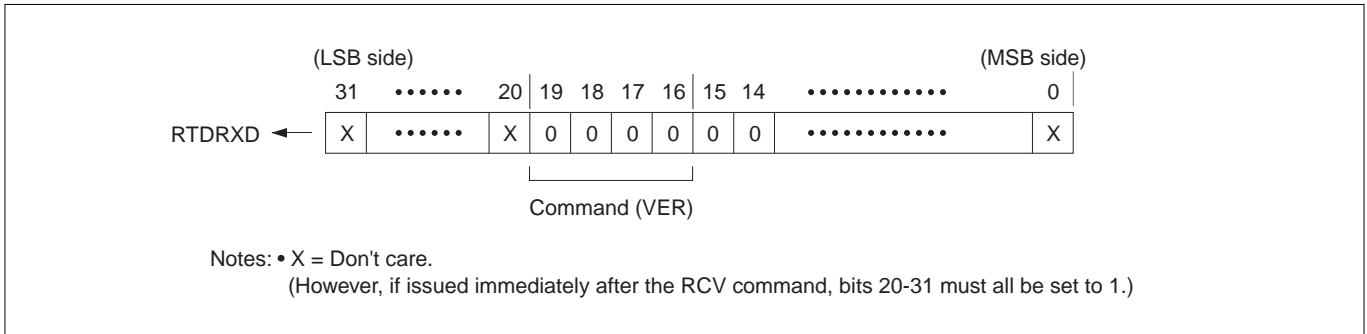 (LSB side) (MSB side)
31 •••••• 20 19 18 17 16 15 14 •••••••••••• 0
RTDRXD X •••••• X 0 0 0 0 0 0 •••••••••••• X
Command (VER)
Notes: • X = Don't care.
(However, if issued immediately after the RCV command, bits 20-31 must all be set to 1.)